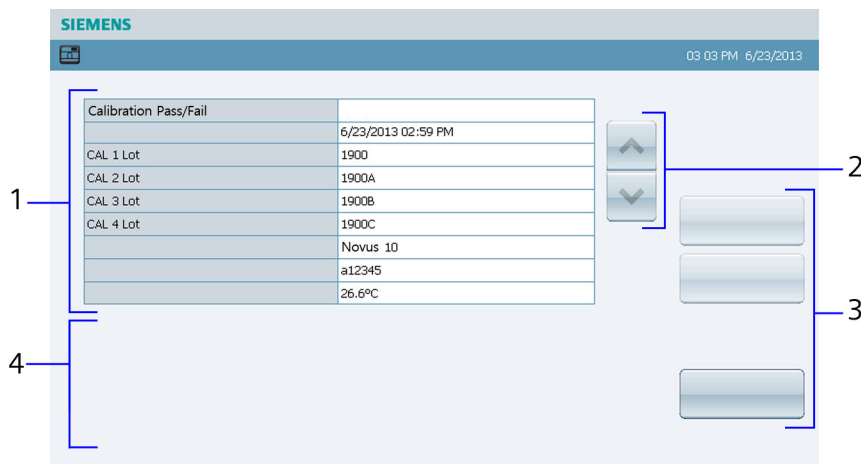 SIEMENS
03 03 PM 6/23/2013
Calibration Pass/Fail
6/23/2013 02:59 PM
CAL 1 Lot 1900
CAL 2 Lot 1900A
CAL 3 Lot 1900B
CAL 4 Lot 1900C
Novus 10
a12345
26.6ºC
1
2
3
4